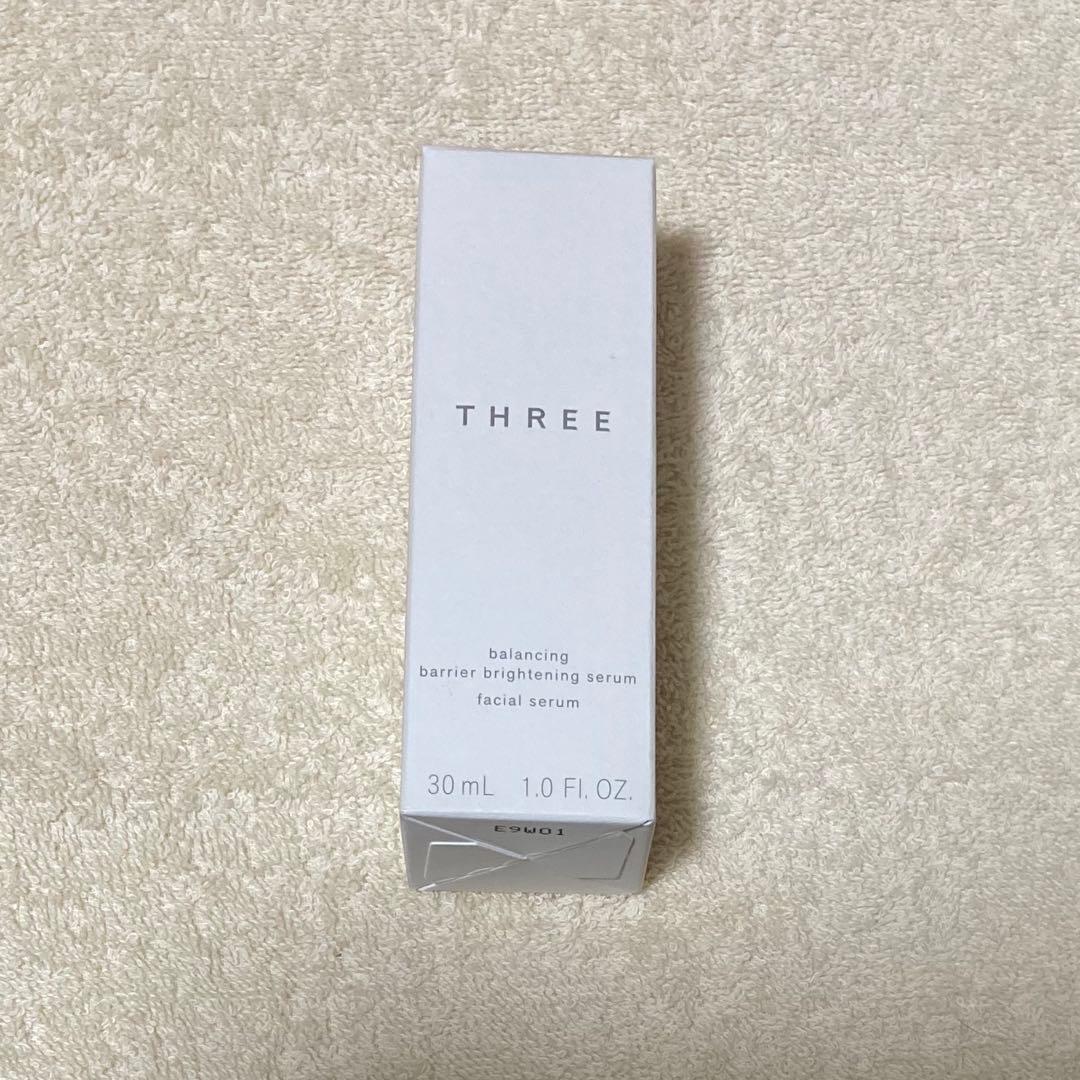 THREE
balancing
barrier brightening serum
facial serum
30 mL 1.0 Fl. OZ.
E9W01